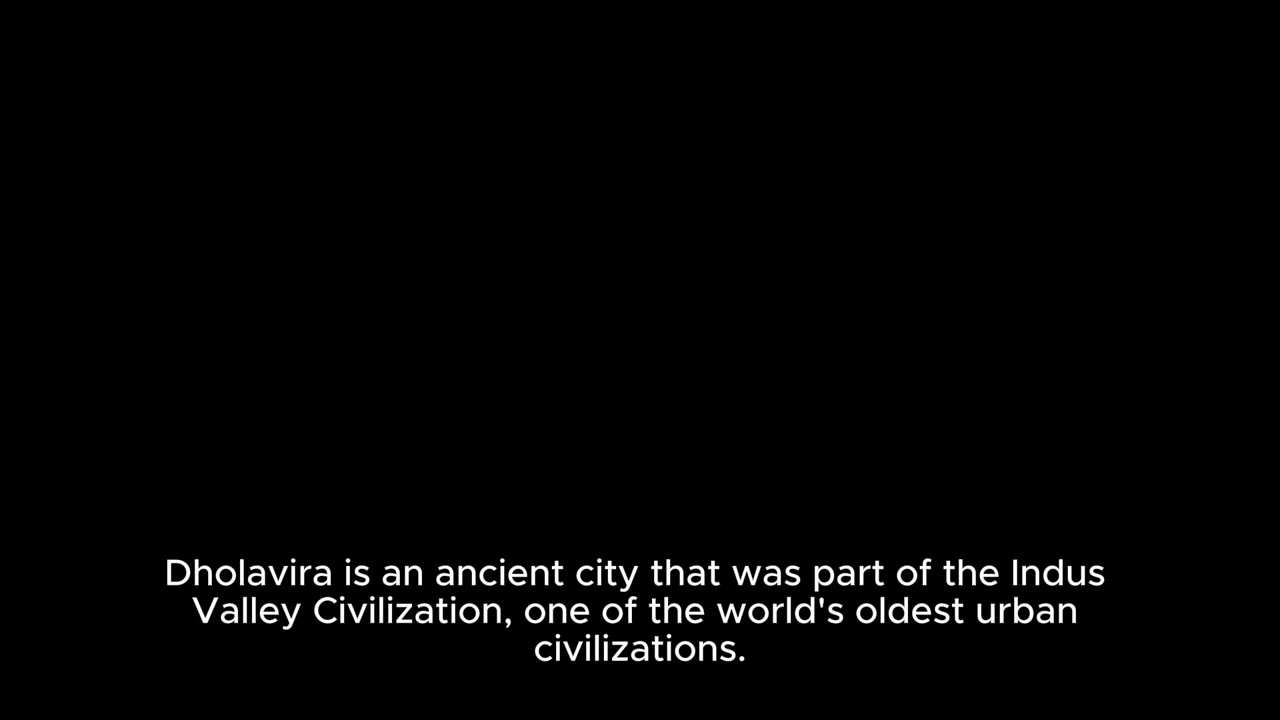 Dholavira is an ancient city that was part of the Indus
Valley Civilization, one of the world's oldest urban
civilizations.